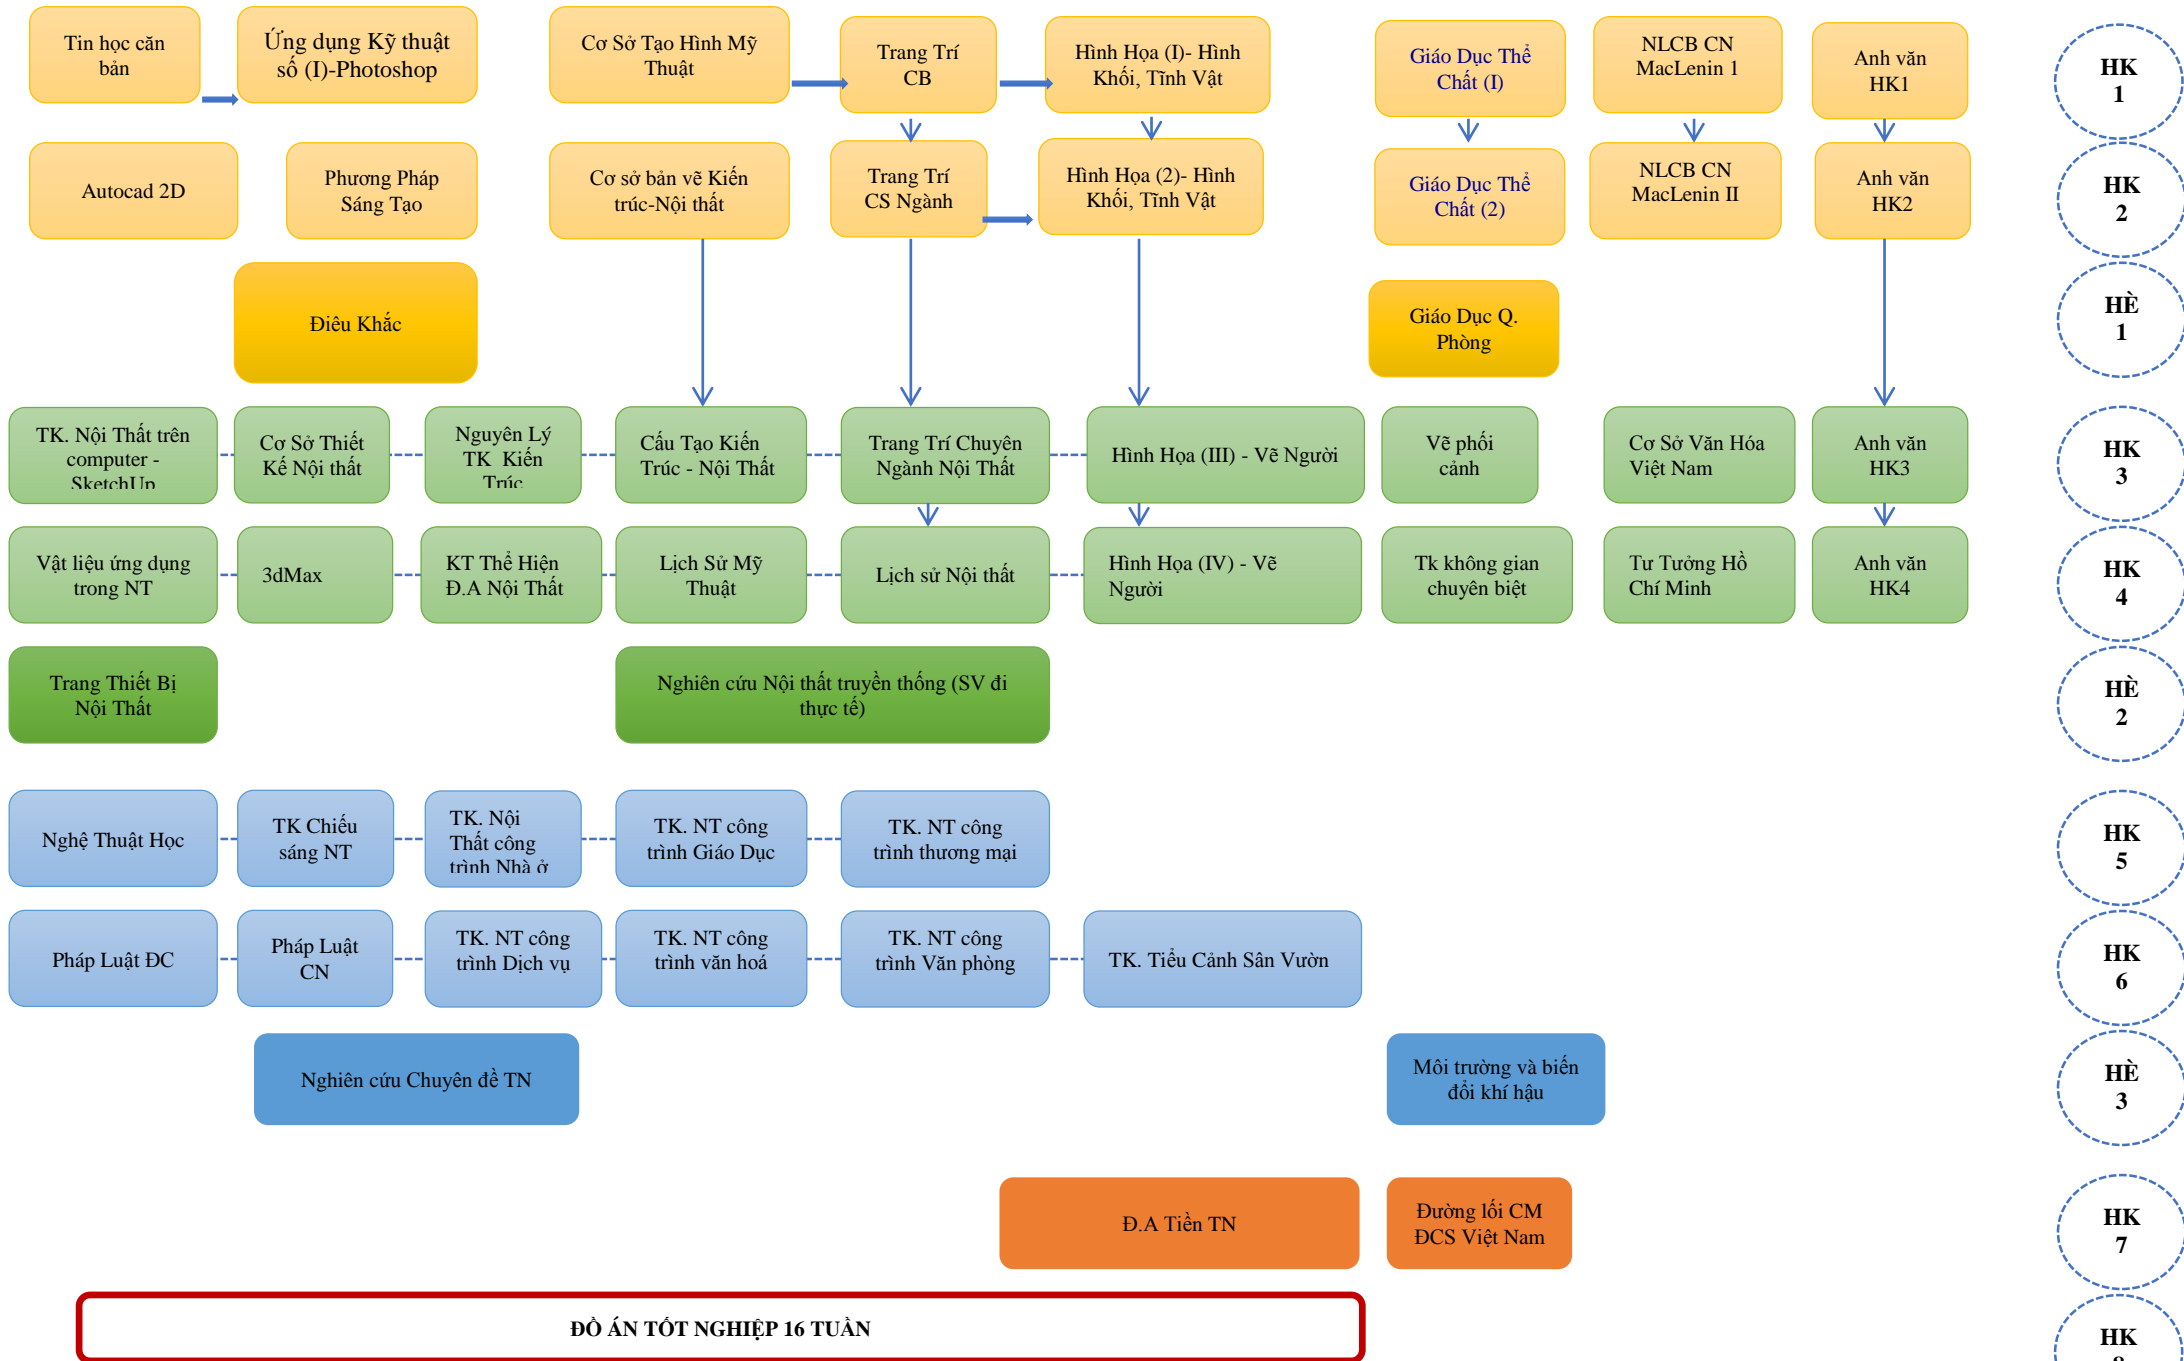 Tin học căn
bản
Ứng dụng Kỹ thuật
số (I)-Photoshop
Cơ Sở Tạo Hình Mỹ
Thuật
Trang Trí
CB
Hình Họa (I)- Hình
Khối, Tĩnh Vật
Giáo Dục Thể
Chất (I)
NLCB CN
MacLenin 1
Anh văn
HK1
HK
1
Autocad 2D
Phương Pháp
Sáng Tạo
Cơ sở bản vẽ Kiến
trúc-Nội thất
Trang Trí
CS Ngành
Hình Họa (2)- Hình
Khối, Tĩnh Vật
Giáo Dục Thể
Chất (2)
NLCB CN
MacLenin II
Anh văn
HK2
HK
2
Điêu Khắc
Giáo Dục Q.
Phòng
HÈ
1
TK. Nội Thất trên
computer -
SketchUp
Cơ Sở Thiết
Kế Nội thất
Nguyên Lý
TK Kiến
Trúc
Cấu Tạo Kiến
Trúc - Nội Thất
Trang Trí Chuyên
Ngành Nội Thất
Hình Họa (III) - Vẽ Người
Vẽ phối
cảnh
Cơ Sở Văn Hóa
Việt Nam
Anh văn
HK3
HK
3
Vật liệu ứng dụng
trong NT
3dMax
KT Thể Hiện
Đ.A Nội Thất
Lịch Sử Mỹ
Thuật
Lịch sử Nội thất
Hình Họa (IV) - Vẽ
Người
Tk không gian
chuyên biệt
Tư Tưởng Hồ
Chí Minh
Anh văn
HK4
HK
4
Trang Thiết Bị
Nội Thất
Nghiên cứu Nội thất truyền thống (SV đi
thực tế)
HÈ
2
Nghệ Thuật Học
TK Chiếu
sáng NT
TK. Nội
Thất công
trình Nhà ở
TK. NT công
trình Giáo Dục
TK. NT công
trình thương mại
HK
5
Pháp Luật ĐC
Pháp Luật
CN
TK. NT công
trình Dịch vụ
TK. NT công
trình văn hoá
TK. NT công
trình Văn phòng
TK. Tiểu Cảnh Sân Vườn
HK
6
Nghiên cứu Chuyên đề TN
Môi trường và biến
đổi khí hậu
HÈ
3
Đ.A Tiền TN
Đường lối CM
ĐCS Việt Nam
HK
7
ĐỒ ÁN TỐT NGHIỆP 16 TUẦN
HK
8